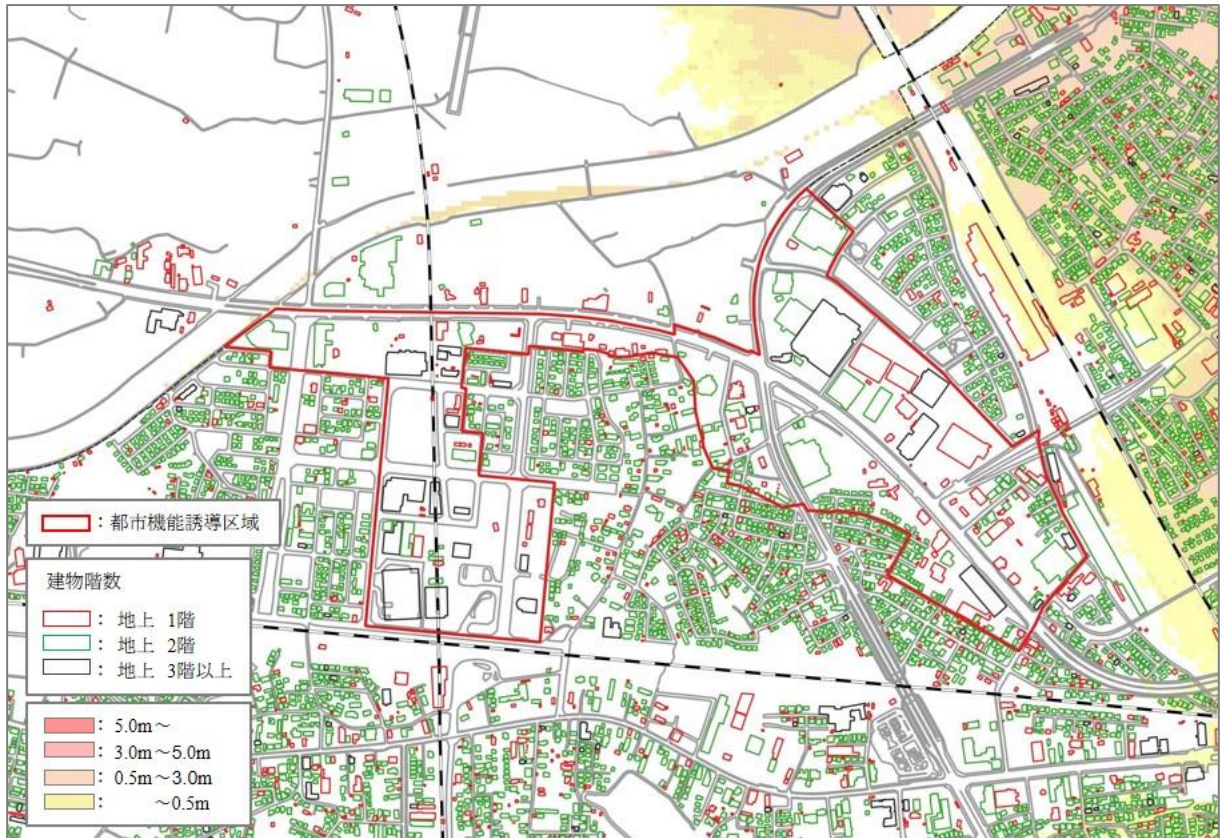 ：都市機能誘導区域
建物階数
：地上 1階
：地上 2階
：地上 3階以上
：5.0m～
：3.0m～5.0m
：0.5m～3.0m
：　　～0.5m